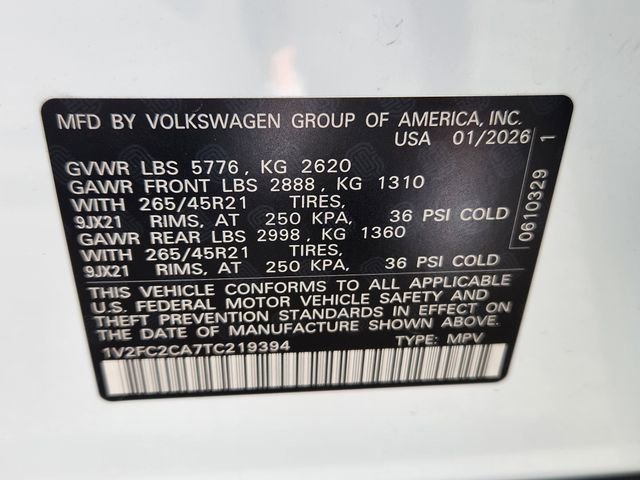 MFD BY VOLKSWAGEN GROUP OF AMERICA, INC.
USA 01/2026
GVWR LBS 5776, KG 2620
GAWR FRONT LBS 2888, KG 1310
WITH 265/45R21 TIRES,
9JX21 RIMS, AT 250 KPA, 36 PSI COLD
GAWR REAR LBS 2998, KG 1360
WITH 265/45R21 TIRES,
9JX21 RIMS, AT 250 KPA, 36 PSI COLD
THIS VEHICLE CONFORMS TO ALL APPLICABLE
U.S. FEDERAL MOTOR VEHICLE SAFETY AND
THEFT PREVENTION STANDARDS IN EFFECT ON
THE DATE OF MANUFACTURE SHOWN ABOVE.
1V2FC2CA7TC219394 TYPE: MPV
0610329 1